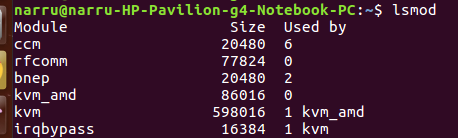 narru@narru-HP-Pavilion-g4-Notebook-PC:~$ lsmod
Module                  Size  Used by
ccm                    20480  6
rfcomm                 77824  0
bnep                   20480  2
kvm_amd                86016  0
kvm                   598016  1 kvm_amd
irqbypass              16384  1 kvm